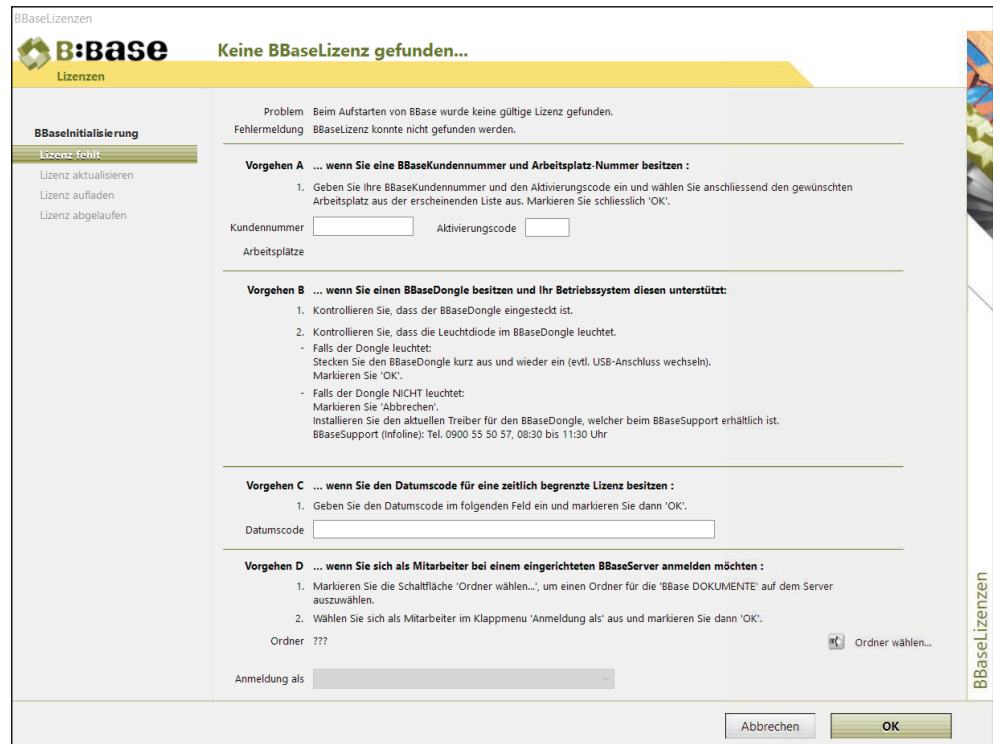 BBaseLizenzen
B:BASE
Lizenzen
Keine BBaseLizenz gefunden...
BBaseInitialisierung
Lizenz fehlt
Lizenz aktualisieren
Lizenz aufladen
Lizenz abgelaufen
Problem Beim Aufstarten von BBase wurde keine gültige Lizenz gefunden.
Fehlermeldung BBaseLizenz konnte nicht gefunden werden.
Vorgehen A ... wenn Sie eine BBaseKundennummer und Arbeitsplatz-Nummer besitzen :
1. Geben Sie Ihre BBaseKundennummer und den Aktivierungscode ein und wählen Sie anschliessend den gewünschten
Arbeitsplatz aus der erscheinenden Liste aus. Markieren Sie schliesslich 'OK'.
Kundennummer Aktivierungscode
Arbeitsplätze
Vorgehen B ... wenn Sie einen BBaseDongle besitzen und Ihr Betriebssystem diesen unterstützt:
1. Kontrollieren Sie, dass der BBaseDongle eingesteckt ist.
2. Kontrollieren Sie, dass die Leuchtdiode im BBaseDongle leuchtet.
- Falls der Dongle leuchtet:
Stecken Sie den BBaseDongle kurz aus und wieder ein (evtl. USB-Anschluss wechseln).
Markieren Sie 'OK'.
- Falls der Dongle NICHT leuchtet:
Markieren Sie 'Abbrechen'.
Installieren Sie den aktuellen Treiber für den BBaseDongle, welcher beim BBaseSupport erhältlich ist.
BBaseSupport (Infoline): Tel. 0900 55 50 57, 08:30 bis 11:30 Uhr
Vorgehen C ... wenn Sie den Datumscode für eine zeitlich begrenzte Lizenz besitzen :
1. Geben Sie den Datumscode im folgenden Feld ein und markieren Sie dann 'OK'.
Datumscode
Vorgehen D ... wenn Sie sich als Mitarbeiter bei einem eingerichteten BBaseServer anmelden möchten :
1. Markieren Sie die Schaltfläche 'Ordner wählen...', um einen Ordner für die 'BBase DOKUMENTE' auf dem Server
auszuwählen.
2. Wählen Sie sich als Mitarbeiter im Klappmenu 'Anmeldung als' aus und markieren Sie dann 'OK'.
Ordner ??? Ordner wählen...
Anmeldung als
BBaseLizenzen
Abbrechen OK